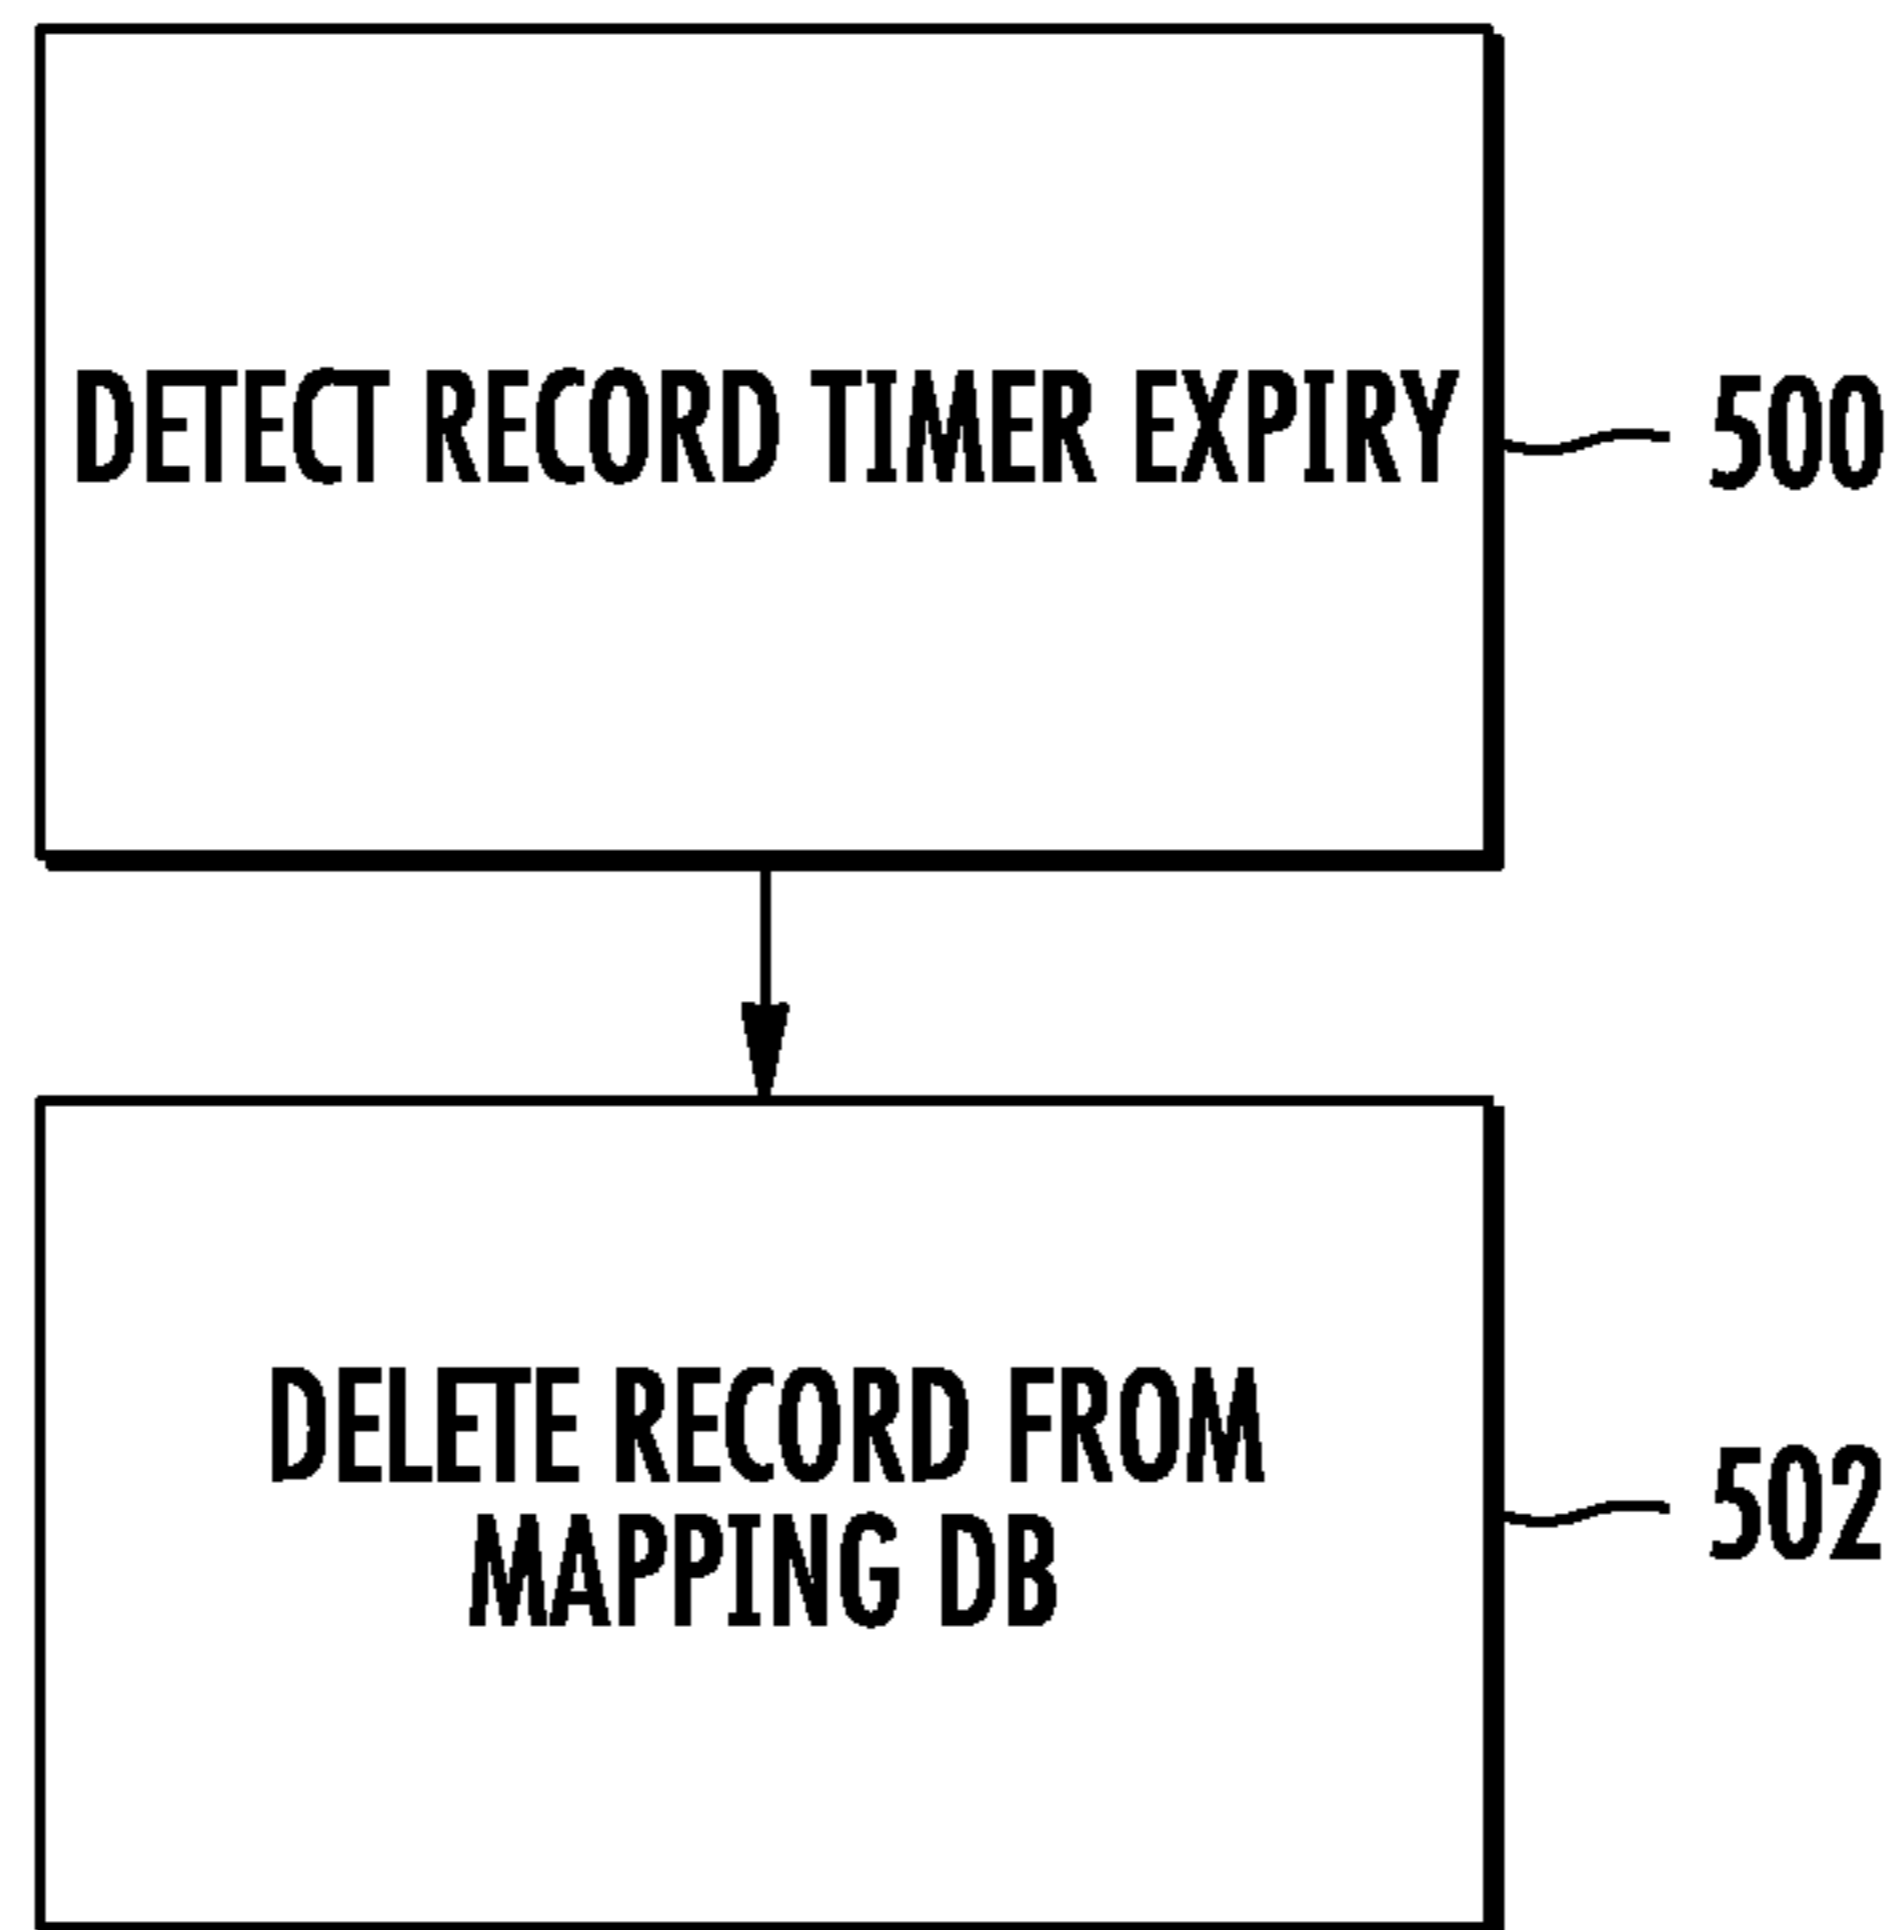 DETECT RECORD TIMER EXPIRY
500
DELETE RECORD FROM
MAPPING DB
502